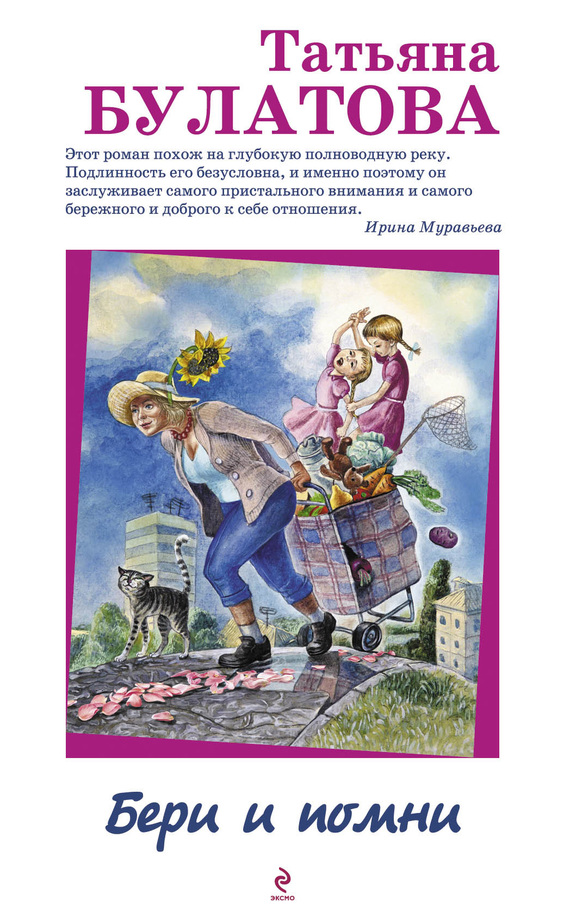 Татьяна
БУЛАТОВА
Этот роман похож на глубокую полноводную реку.
Подлинность его безусловна, и именно поэтому он
заслуживает самого пристального внимания и самого
бережного и доброго к себе отношения.
Ирина Муравьева
Бери и помни
ЭКСМО